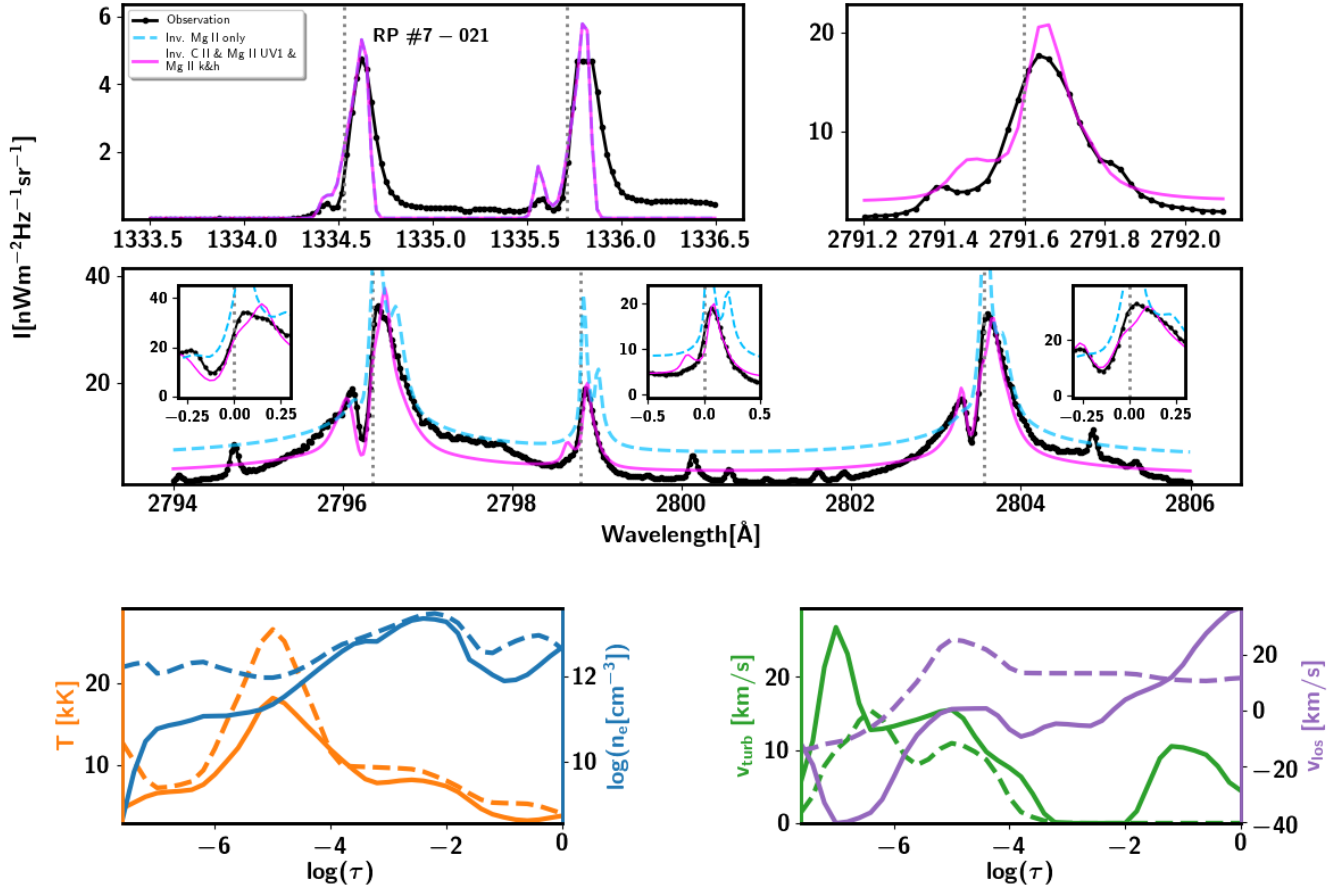 Observation
Inv. Mg II only
Inv. C II & Mg II UV1 &
Mg II k&h
RP #7 − 021
6
4
2
1333.5 1334.0 1334.5 1335.0 1335.5 1336.0 1336.5
20
10
2791.2 2791.4 2791.6 2791.8 2792.0
I[nWm⁻²Hz⁻¹sr⁻¹]
40
20
40
20
0
−0.25 0.00 0.25
20
10
0
−0.5 0.0 0.5
40
20
0
−0.25 0.00 0.25
2794 2796 2798 2800 2802 2804 2806
Wavelength[Å]
T [kK]
20
10
−6 −4 −2 0
log(τ)
12
10
log(n_e[cm⁻³])
v_turb [km/s]
20
10
0
−6 −4 −2 0
log(τ)
20
0
−20
−40
v_los [km/s]